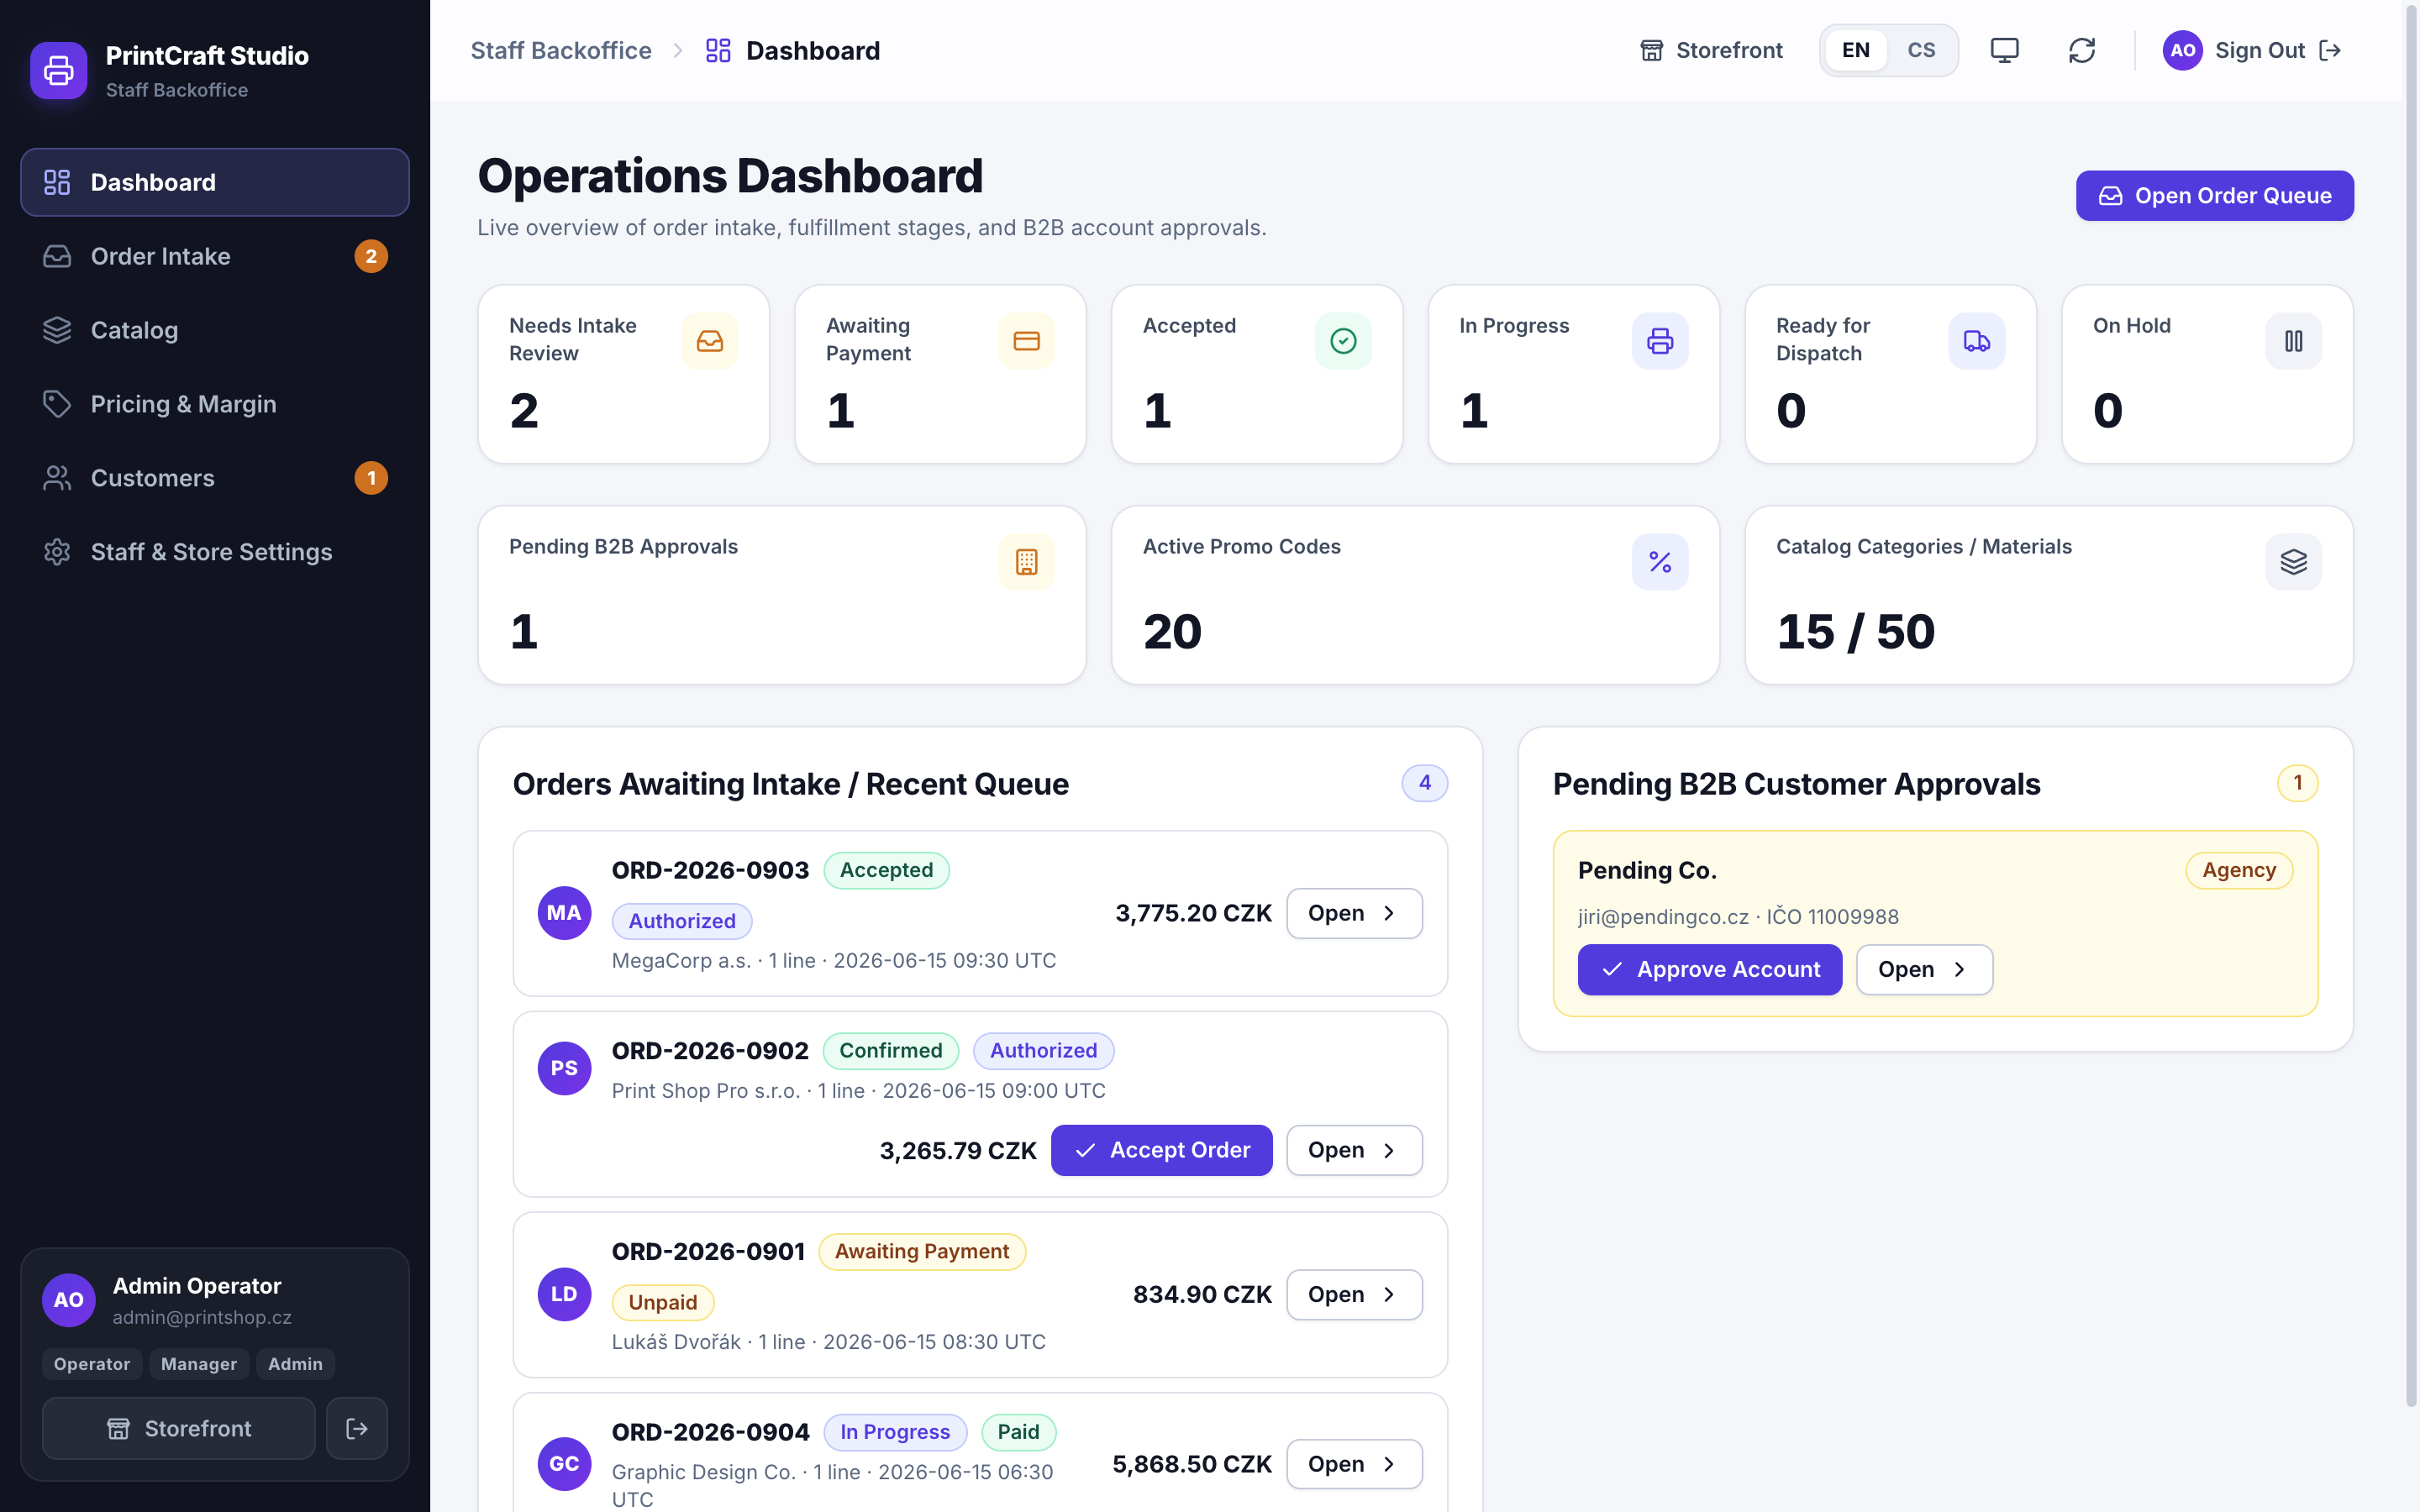 PrintCraft Studio
Staff Backoffice
Dashboard
Order Intake 2
Catalog
Pricing & Margin
Customers 1
Staff & Store Settings
AO Admin Operator
admin@printshop.cz
Operator Manager Admin
Storefront
Staff Backoffice Dashboard
Storefront EN CS AO Sign Out
Operations Dashboard
Live overview of order intake, fulfillment stages, and B2B account approvals.
Open Order Queue
Needs Intake
Review
2
Awaiting
Payment
1
Accepted
1
In Progress
1
Ready for
Dispatch
0
On Hold
0
Pending B2B Approvals
1
Active Promo Codes
20
Catalog Categories / Materials
15 / 50
Orders Awaiting Intake / Recent Queue 4
MA
ORD-2026-0903 Accepted
Authorized
MegaCorp a.s. · 1 line · 2026-06-15 09:30 UTC
3,775.20 CZK Open
PS
ORD-2026-0902 Confirmed Authorized
Print Shop Pro s.r.o. · 1 line · 2026-06-15 09:00 UTC
3,265.79 CZK Accept Order Open
LD
ORD-2026-0901 Awaiting Payment
Unpaid
Lukáš Dvořák · 1 line · 2026-06-15 08:30 UTC
834.90 CZK Open
GC
ORD-2026-0904 In Progress Paid
Graphic Design Co. · 1 line · 2026-06-15 06:30
UTC
5,868.50 CZK Open
Pending B2B Customer Approvals 1
Pending Co. Agency
jiri@pendingco.cz · IČO 11009988
Approve Account Open